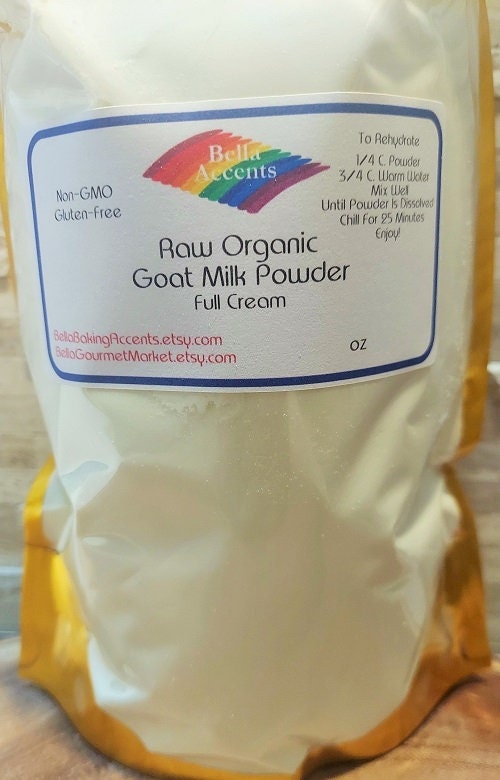 Bella
Accents
Non-GMO
Gluten-Free
To Rehydrate
1/4 C. Powder
3/4 C. Warm Water
Mix Well
Until Powder Is Dissolved
Chill For 25 Minutes
Enjoy!
Raw Organic
Goat Milk Powder
Full Cream
BellaBakingAccents.etsy.com
BellaGourmetMarket.etsy.com
oz